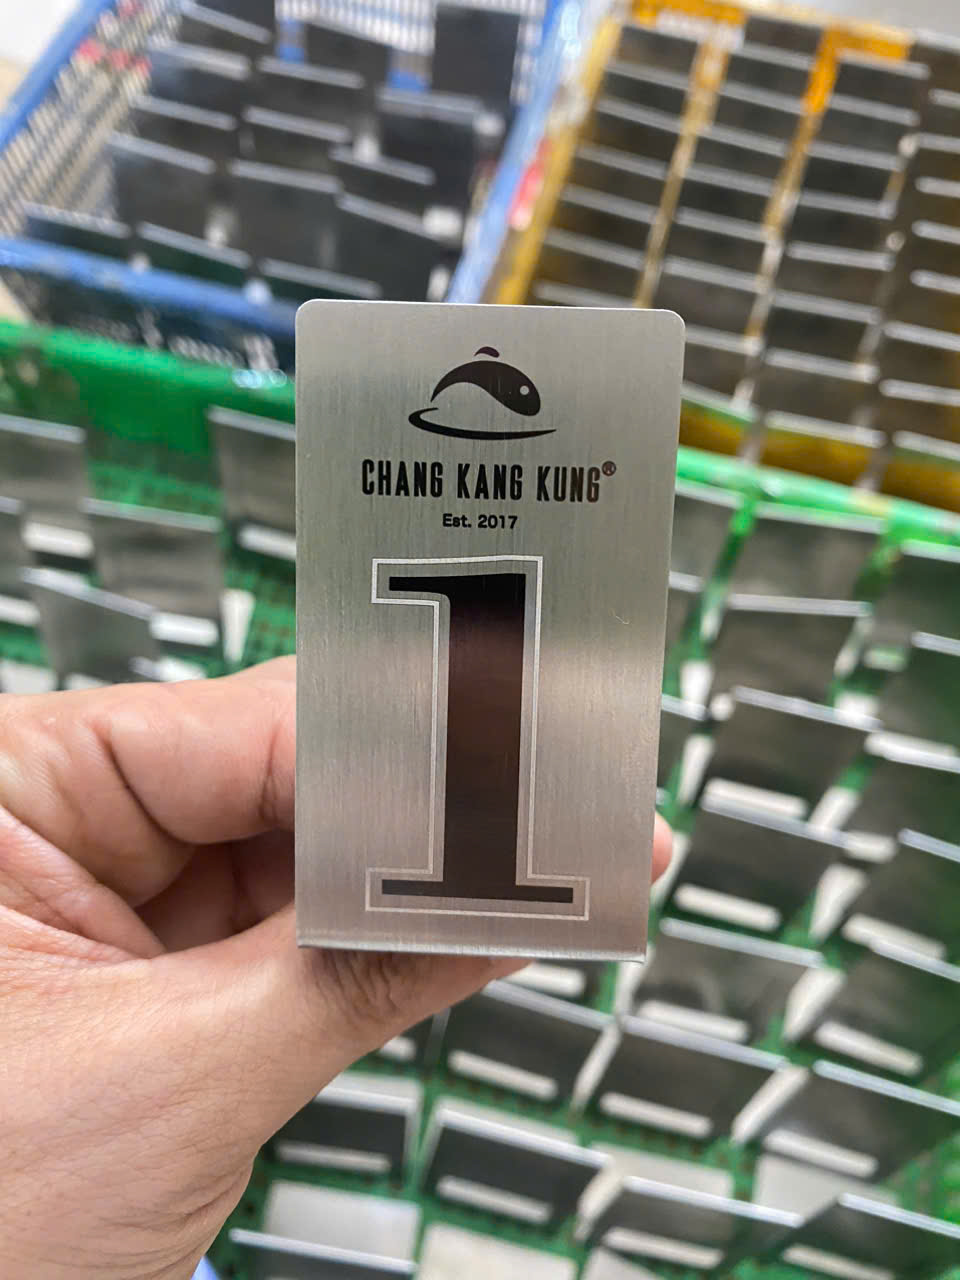 CHANG KANG KUNG®
Est. 2017
1